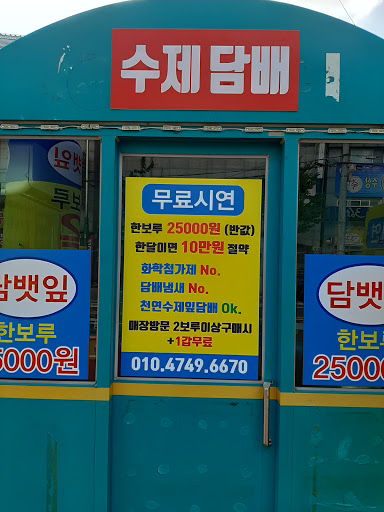 수제담배
무료시연
한보루 25000원 (반값)
한달이면 10만원 절약
화학첨가제 No.
담배냄새 No.
천연수제잎담배 Ok.
매장방문 2보루이상구매시
+1갑무료
010.4749.6670
담뱃잎
한보루
5000원
담뱃잎
한보루
25000